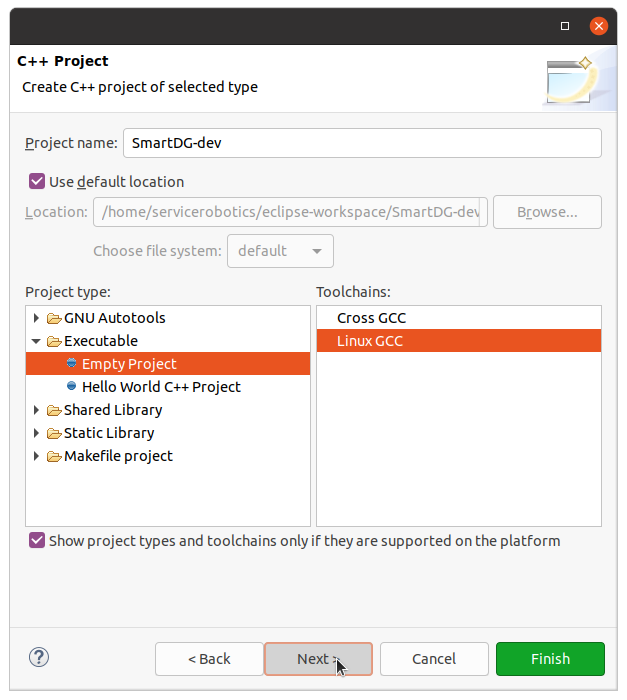 C++ Project
Create C++ project of selected type
Project name: SmartDG-dev
Use default location
Location: /home/servicerobotics/eclipse-workspace/SmartDG-dev Browse...
Choose file system: default
Project type: Toolchains:
GNU Autotools Cross GCC
Executable Linux GCC
Empty Project
Hello World C++ Project
Shared Library
Static Library
Makefile project
Show project types and toolchains only if they are supported on the platform
? < Back Next > Cancel Finish